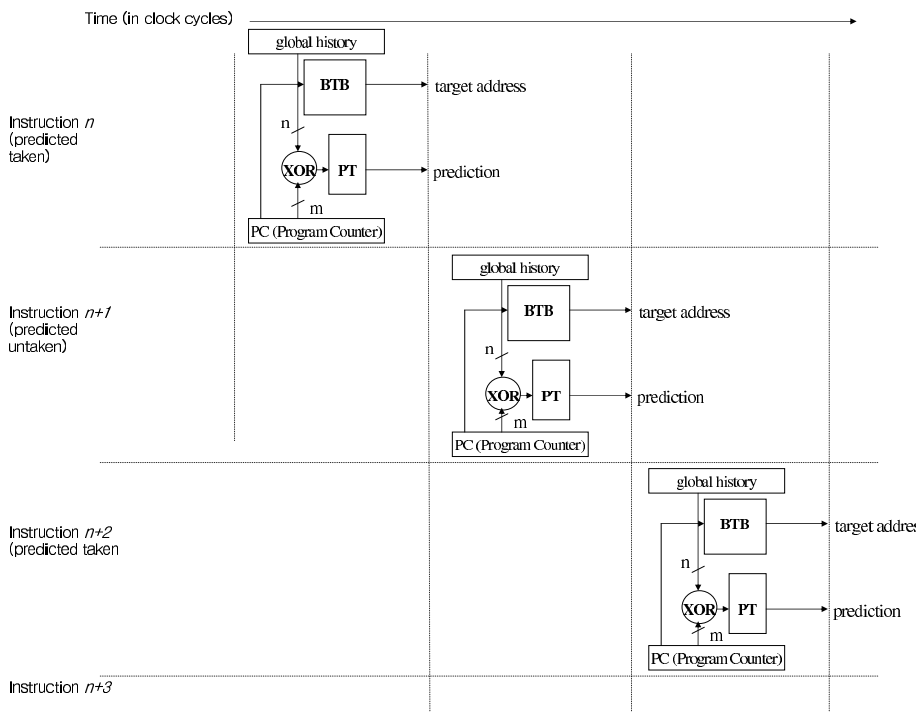 Time (in clock cycles)
global history
BTB
target address
Instruction n
(predicted
taken)
n
XOR
PT
prediction
m
PC (Program Counter)
global history
Instruction n+1
(predicted
untaken)
BTB
target address
n
XOR
PT
prediction
m
PC (Program Counter)
global history
Instruction n+2
(predicted taken
BTB
target addres
n
XOR
PT
prediction
m
PC (Program Counter)
Instruction n+3